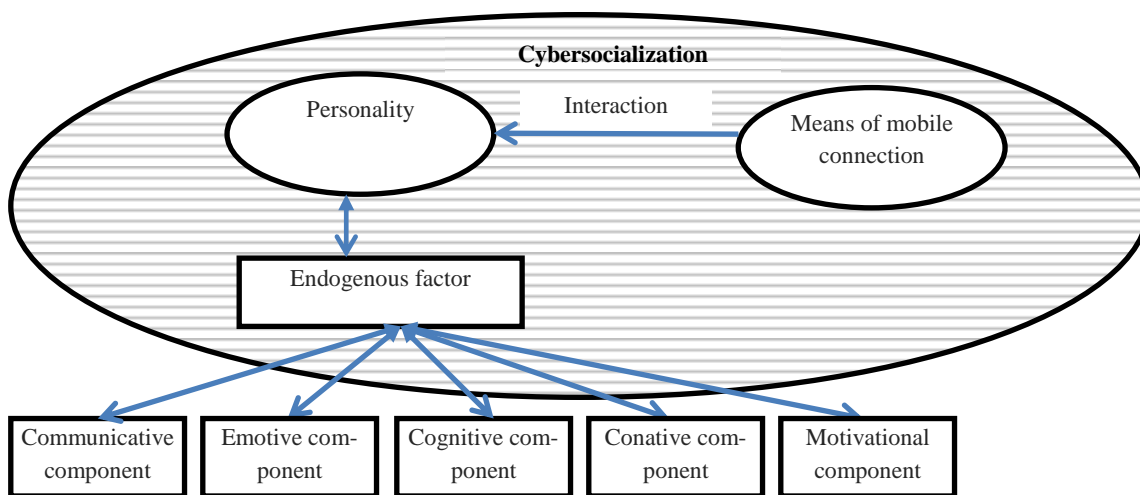 Cybersocialization
Personality
Interaction
Means of mobile
connection
Endogenous factor
Communicative
component
Emotive com-
ponent
Cognitive com-
ponent
Conative com-
ponent
Motivational
component